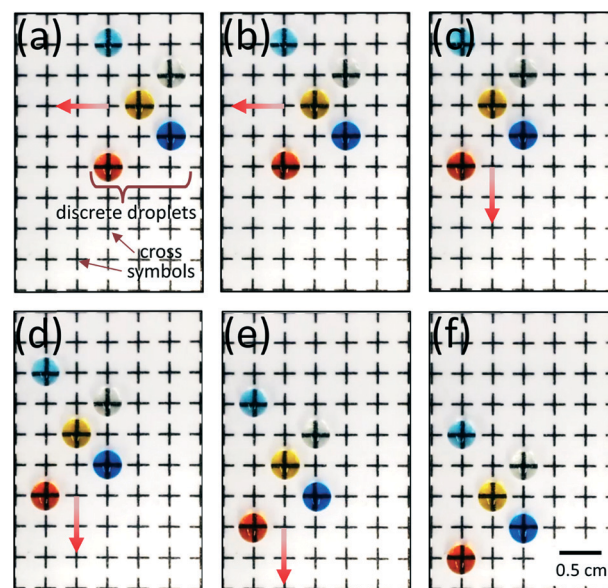 (a)
(b)
(c)
discrete droplets
cross
symbols
(d)
(e)
(f)
0.5 cm